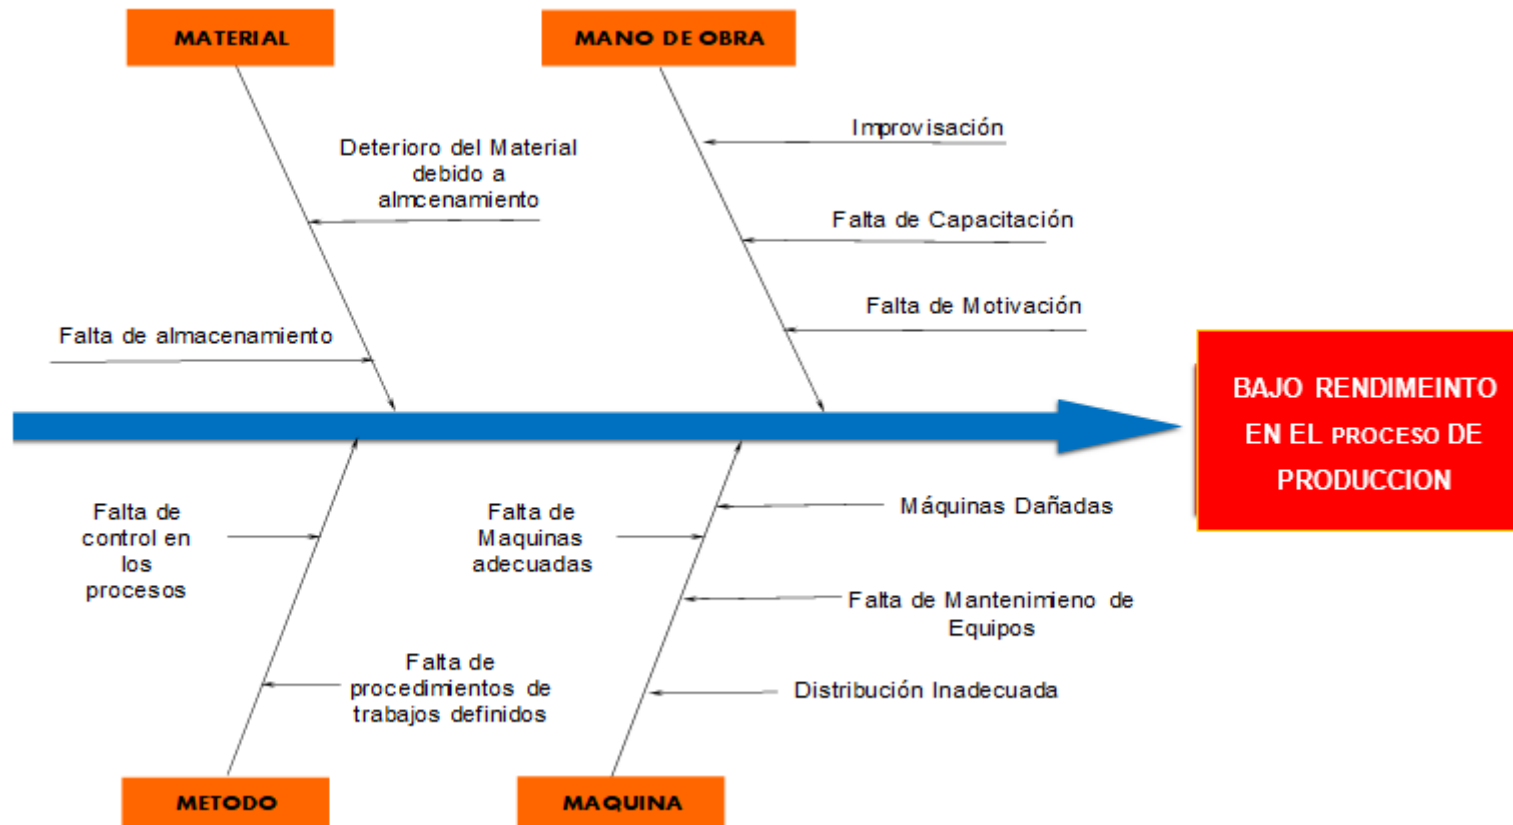 MATERIAL
MANO DE OBRA
Improvisación
Deterioro del Material
debido a
almcenamiento
Falta de Capacitación
Falta de Motivación
Falta de almacenamiento
BAJO RENDIMEINTO
EN EL PROCESO DE
PRODUCCION
Falta de
control en
los
procesos
Falta de
Maquinas
adecuadas
Máquinas Dañadas
Falta de Mantenimieno de
Equipos
Falta de
procedimientos de
trabajos definidos
Distribución Inadecuada
METODO
MAQUINA